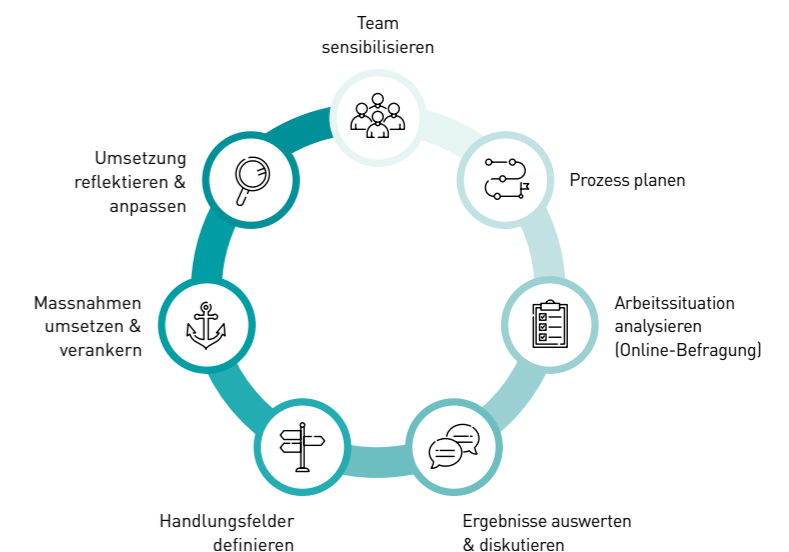 Team
sensibilisieren
Prozess planen
Arbeitssituation
analysieren
(Online-Befragung)
Ergebnisse auswerten
& diskutieren
Handlungsfelder
definieren
Massnahmen
umsetzen &
verankern
Umsetzung
reflektieren &
anpassen